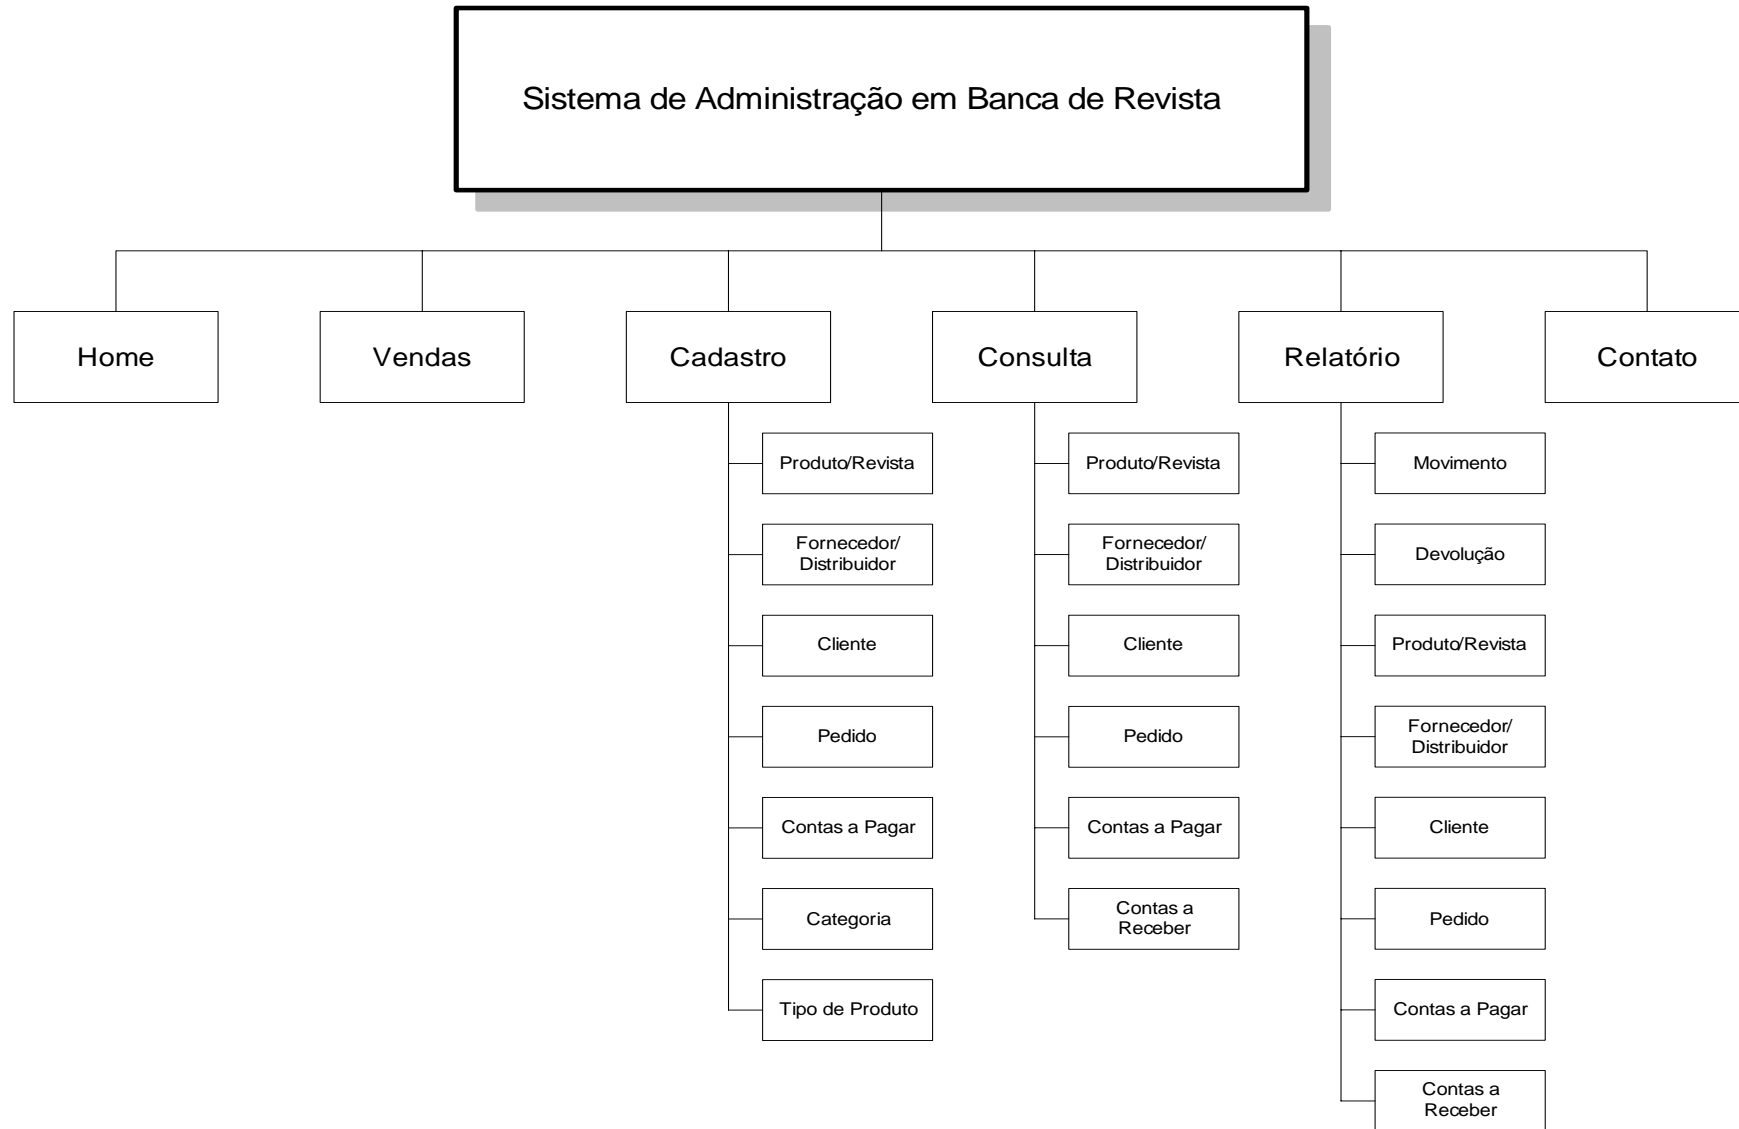 Sistema de Administração em Banca de Revista
Home
Vendas
Cadastro
Consulta
Relatório
Contato
Produto/Revista
Fornecedor/
Distribuidor
Cliente
Pedido
Contas a Pagar
Categoria
Tipo de Produto
Produto/Revista
Fornecedor/
Distribuidor
Cliente
Pedido
Contas a Pagar
Contas a
Receber
Movimento
Devolução
Produto/Revista
Fornecedor/
Distribuidor
Cliente
Pedido
Contas a Pagar
Contas a
Receber